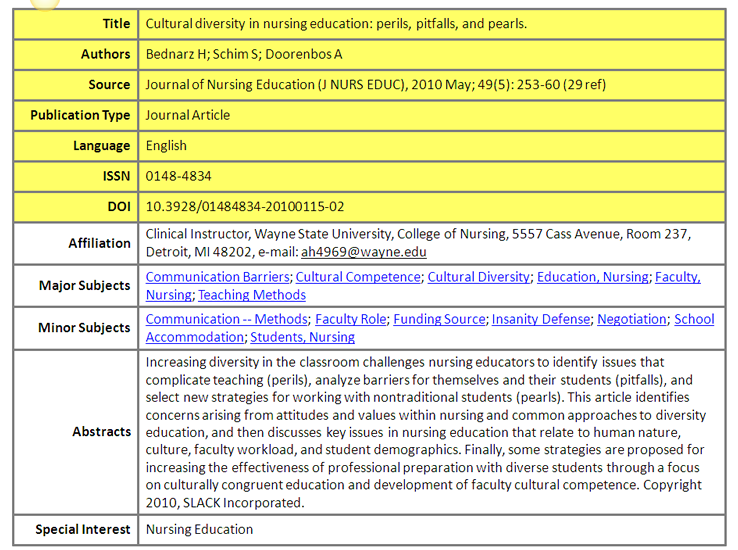 Title Cultural diversity in nursing education: perils, pitfalls, and pearls.
Authors Bednarz H; Schim S; Doorenbos A
Source Journal of Nursing Education (J NURS EDUC), 2010 May; 49(5): 253-60 (29 ref)
Publication Type Journal Article
Language English
ISSN 0148-4834
DOI 10.3928/01484834-20100115-02
Affiliation Clinical Instructor, Wayne State University, College of Nursing, 5557 Cass Avenue, Room 237,
Detroit, MI 48202, e-mail: ah4969@wayne.edu
Major Subjects Communication Barriers; Cultural Competence; Cultural Diversity; Education, Nursing; Faculty,
Nursing; Teaching Methods
Minor Subjects Communication -- Methods; Faculty Role; Funding Source; Insanity Defense; Negotiation; School
Accommodation; Students, Nursing
Abstracts Increasing diversity in the classroom challenges nursing educators to identify issues that
complicate teaching (perils), analyze barriers for themselves and their students (pitfalls), and
select new strategies for working with nontraditional students (pearls). This article identifies
concerns arising from attitudes and values within nursing and common approaches to diversity
education, and then discusses key issues in nursing education that relate to human nature,
culture, faculty workload, and student demographics. Finally, some strategies are proposed for
increasing the effectiveness of professional preparation with diverse students through a focus
on culturally congruent education and development of faculty cultural competence. Copyright
2010, SLACK Incorporated.
Special Interest Nursing Education